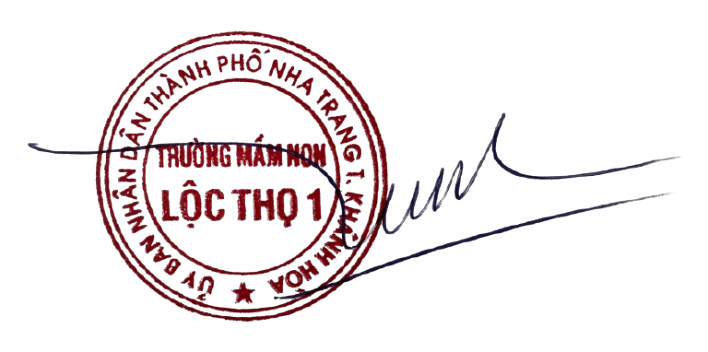 ỦY BAN NHÂN DÂN THÀNH PHỐ NHA TRANG T. KHÁNH HÒA
TRƯỜNG MẦM NON
LỘC THỌ 1